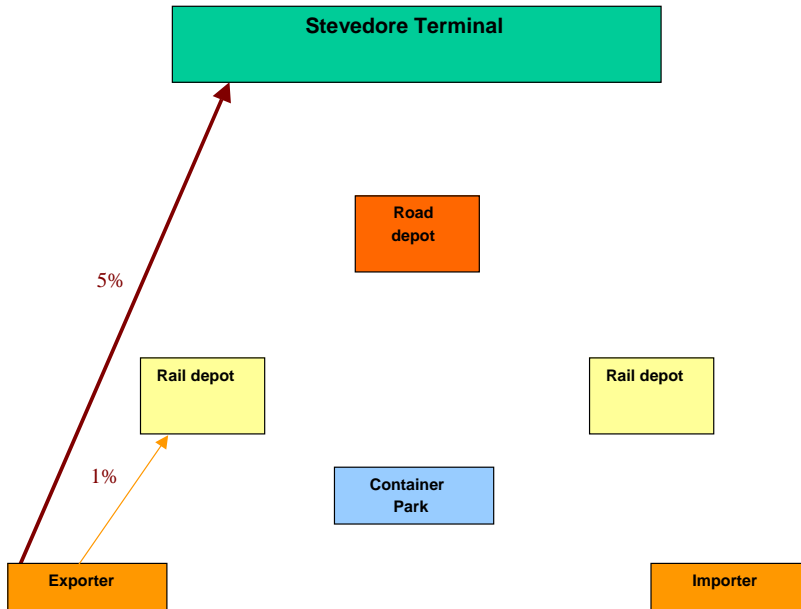 Stevedore Terminal
Road
depot
5%
Rail depot
Rail depot
1%
Container
Park
Exporter
Importer